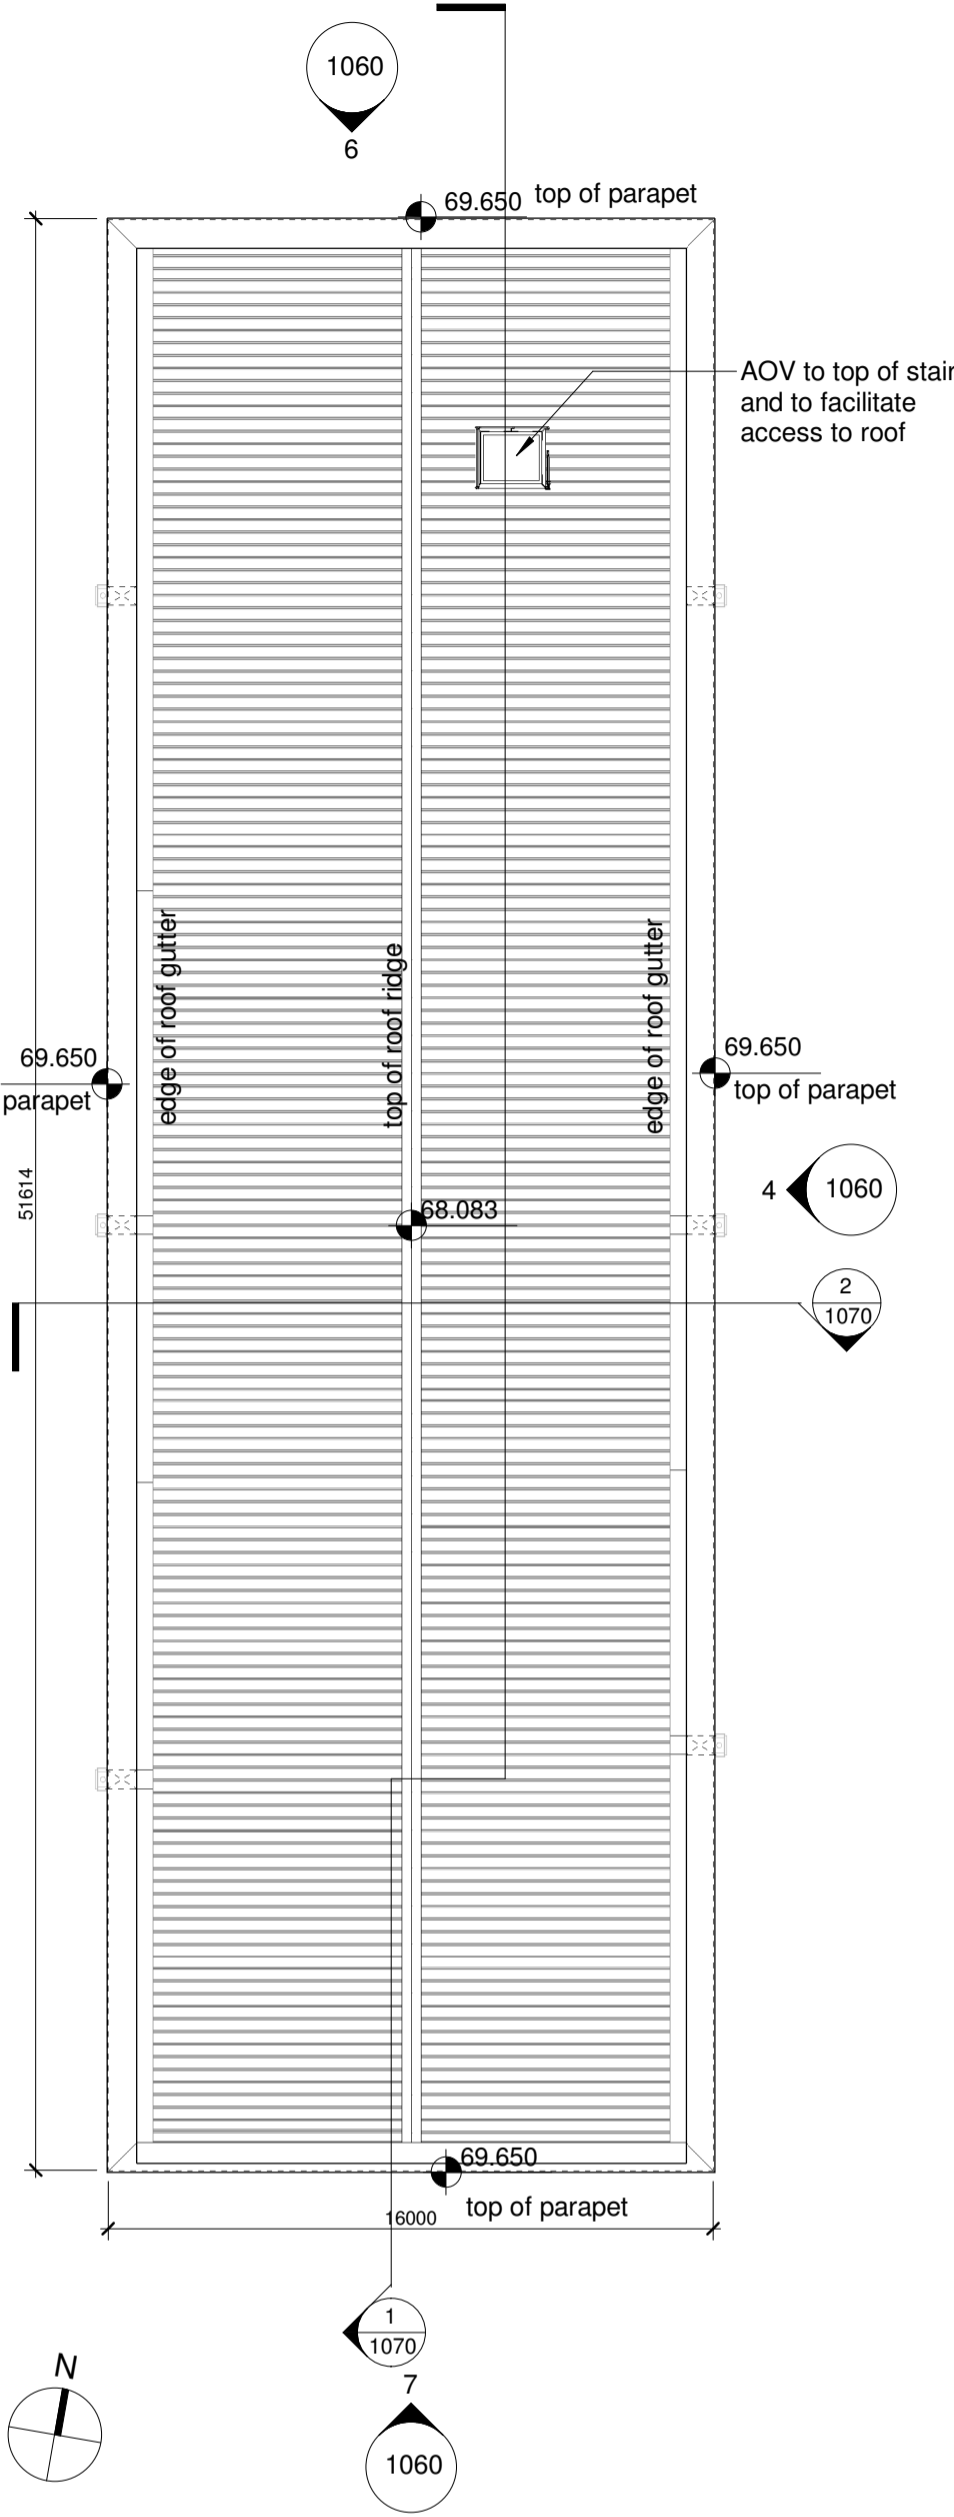 1060
6
69.650 top of parapet
AOV to top of stair
and to facilitate
access to roof
edge of roof gutter
top of roof ridge
edge of roof gutter
69.650
parapet
69.650
top of parapet
51614
4 1060
68.083
2
1070
69.650
top of parapet
16000
1
1070
N
7
1060